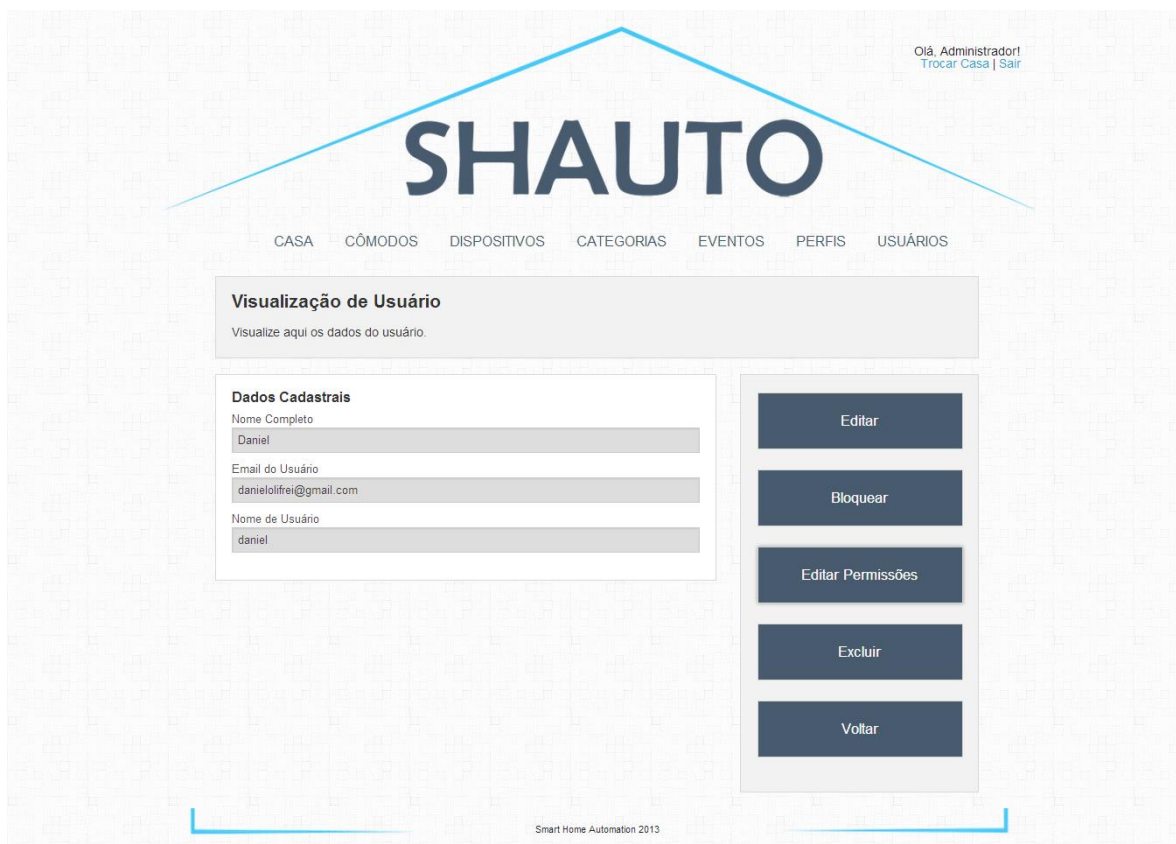 Olá, Administrador!
Trocar Casa | Sair
SHAUTO
CASA CÔMODOS DISPOSITIVOS CATEGORIAS EVENTOS PERFIS USUÁRIOS
Visualização de Usuário
Visualize aqui os dados do usuário.
Dados Cadastrais
Nome Completo
Daniel
Email do Usuário
danielolifrei@gmail.com
Nome de Usuário
daniel
Editar
Bloquear
Editar Permissões
Excluir
Voltar
Smart Home Automation 2013